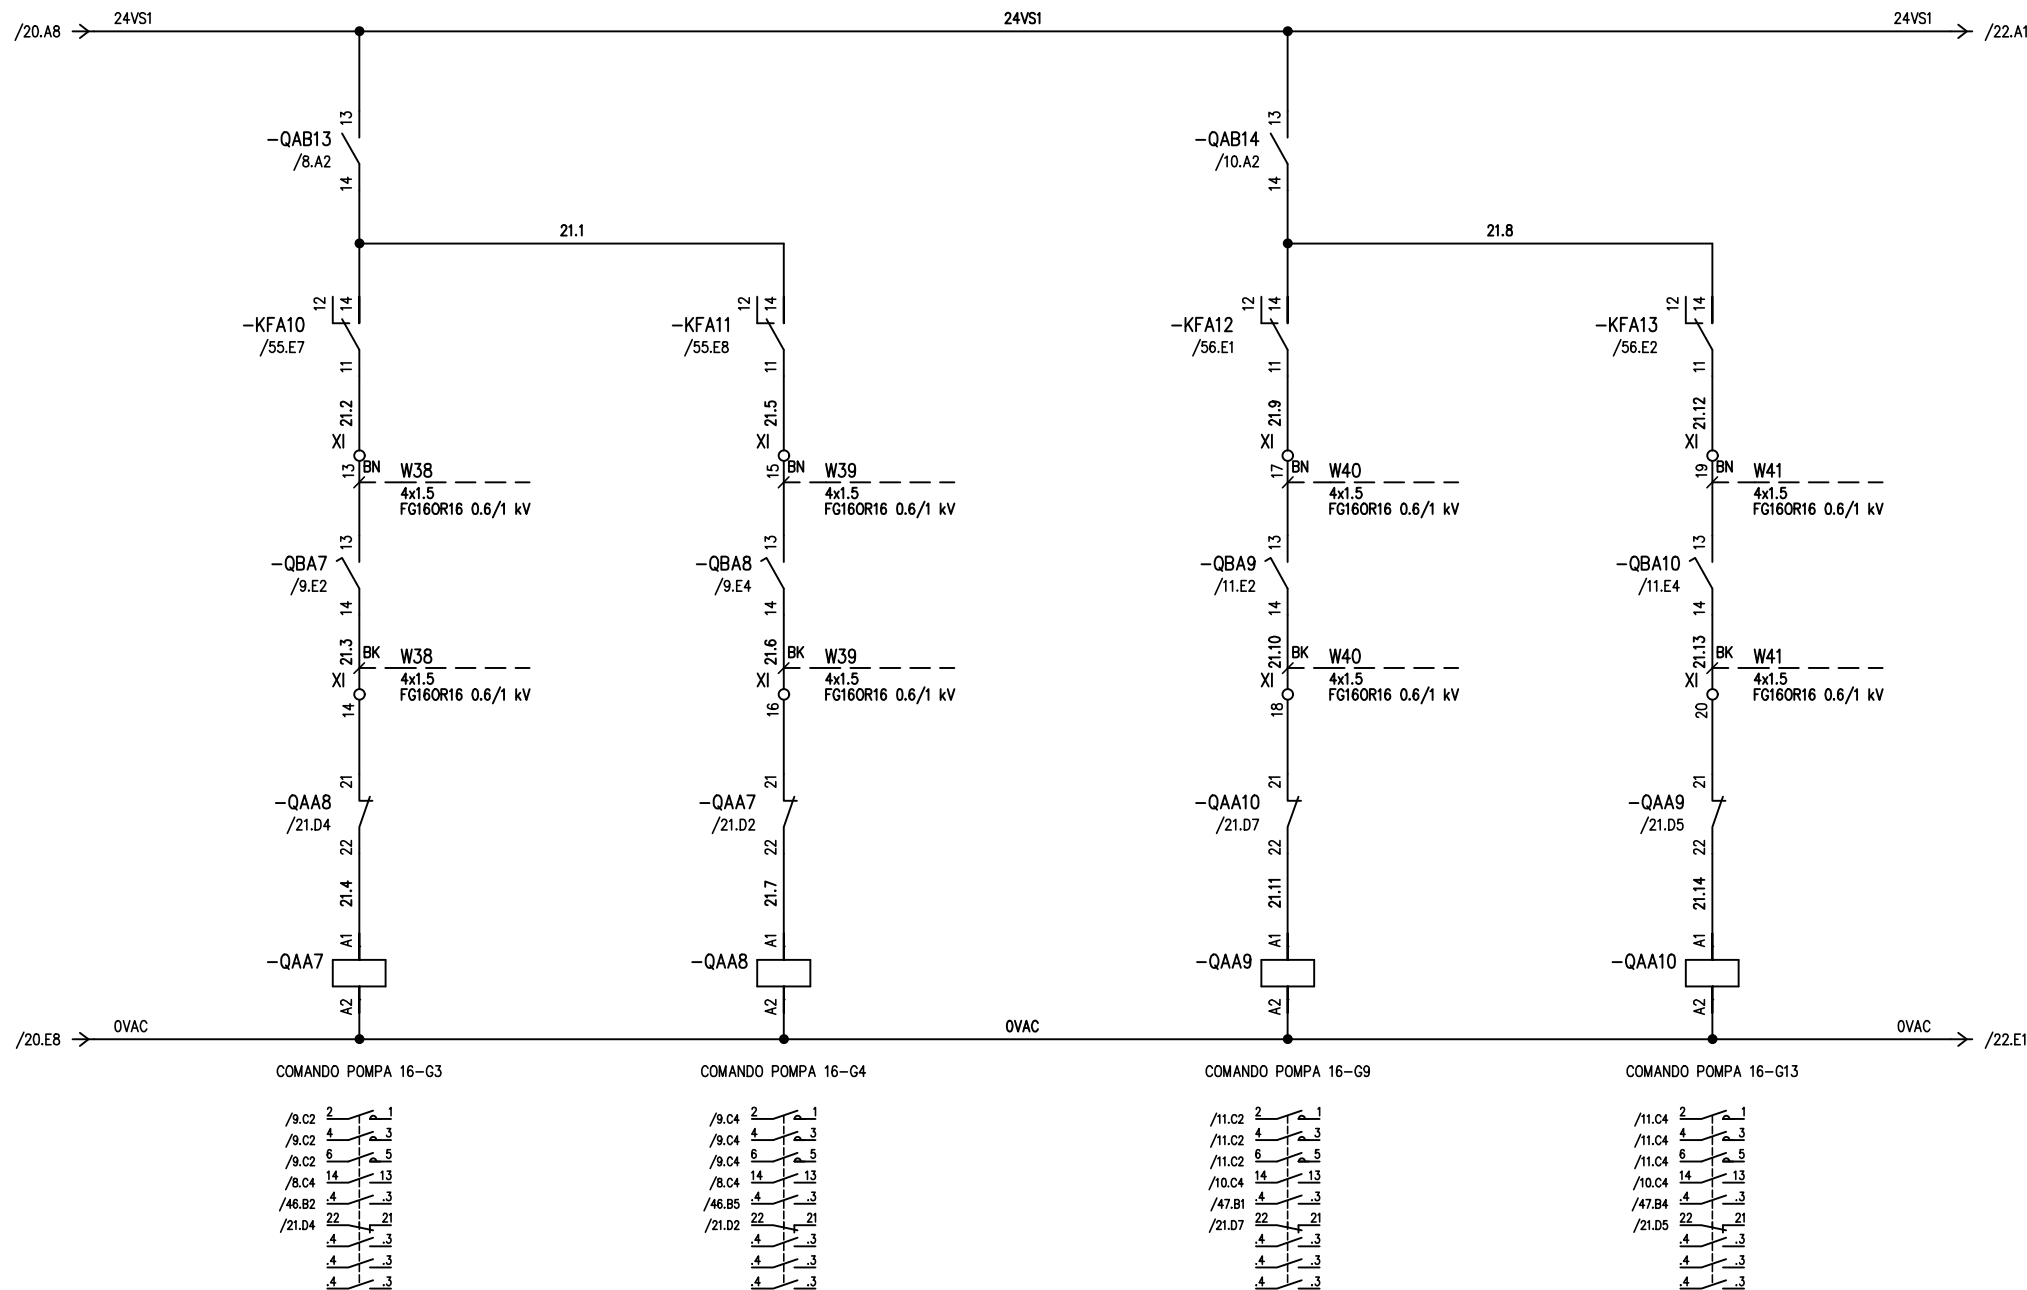 24VS1 24VS1 24VS1
/20.A8 /22.A1
13 13
-QAB13 -QAB14
/8.A2 /10.A2
14 14
21.1 21.8
12 14 12 14 12 14 12 14
-KFA10 -KFA11 -KFA12 -KFA13
/55.E7 /55.E8 /56.E1 /56.E2
11 11 11 11
21.2 21.5 21.9 21.12
XI XI XI XI
13 BN W38 15 BN W39 17 BN W40 19 BN W41
4x1.5 4x1.5 4x1.5 4x1.5
FG16OR16 0.6/1 kV FG16OR16 0.6/1 kV FG16OR16 0.6/1 kV FG16OR16 0.6/1 kV
13 13 13 13
-QBA7 -QBA8 -QBA9 -QBA10
/9.E2 /9.E4 /11.E2 /11.E4
14 14 14 14
21.3 BK W38 21.6 BK W39 21.10 BK W40 21.13 BK W41
XI 4x1.5 XI 4x1.5 XI 4x1.5 XI 4x1.5
FG16OR16 0.6/1 kV FG16OR16 0.6/1 kV FG16OR16 0.6/1 kV FG16OR16 0.6/1 kV
14 16 18 20
21 21 21 21
-QAA8 -QAA7 -QAA10 -QAA9
/21.D4 /21.D2 /21.D7 /21.D5
22 22 22 22
21.4 21.7 21.11 21.14
A1 A1 A1 A1
-QAA7 -QAA8 -QAA9 -QAA10
A2 A2 A2 A2
0VAC 0VAC 0VAC
/20.E8 /22.E1
COMANDO POMPA 16-G3 COMANDO POMPA 16-G4 COMANDO POMPA 16-G9 COMANDO POMPA 16-G13
/9.C2 2 1 /9.C4 2 1 /11.C2 2 1 /11.C4 2 1
/9.C2 4 3 /9.C4 4 3 /11.C2 4 3 /11.C4 4 3
/9.C2 6 5 /9.C4 6 5 /11.C2 6 5 /11.C4 6 5
/8.C4 14 13 /8.C4 14 13 /10.C4 14 13 /10.C4 14 13
/46.B2 .4 .3 /46.B5 .4 .3 /47.B1 .4 .3 /47.B4 .4 .3
/21.D4 22 21 /21.D2 22 21 /21.D7 22 21 /21.D5 22 21
.4 .3 .4 .3 .4 .3 .4 .3
.4 .3 .4 .3 .4 .3 .4 .3
.4 .3 .4 .3 .4 .3 .4 .3